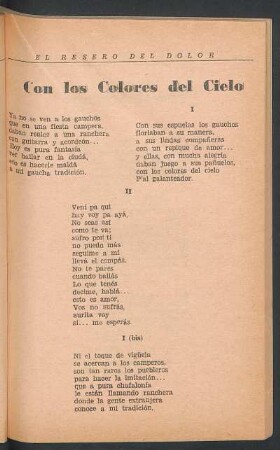 EL RESERO DEL DOLOR
Con los Colores del Cielo
I
Ya no se ven a los gauchos
que en una fiesta campera,
daban realce a una ranchera
con guitarra y acordeón...
Hoy es pura fantasía
ver bailar en la ciudá,
esto es hacerle maldá
a mi gaucha tradición.
Con sus espuelas los gauchos
floriaban a su manera,
a sus lindas compañeras
con un repique de amor...
y ellas, con mucha alegría
daban juego a sus pañuelos,
con los colores del cielo
P'al galanteador.
II
Vení pa quí
hay voy pa ayá,
No seas así
como te va;
sufro por ti
no puedo más
seguime a mí
llevá el compás.
No te pares
cuando bailás
Lo que tenés
decime, hablá...
esto es amor,
Vos no sufrás,
aurita voy
sí... me esperás.
I (bis)
Ni el toque de vigüela
se acercan a los camperos,
con tan raros los puebleros
para hacer la imitación...
que a pura chufalonía
le están llamando ranchera
donde la gente extranjera
conoce a mi tradición,